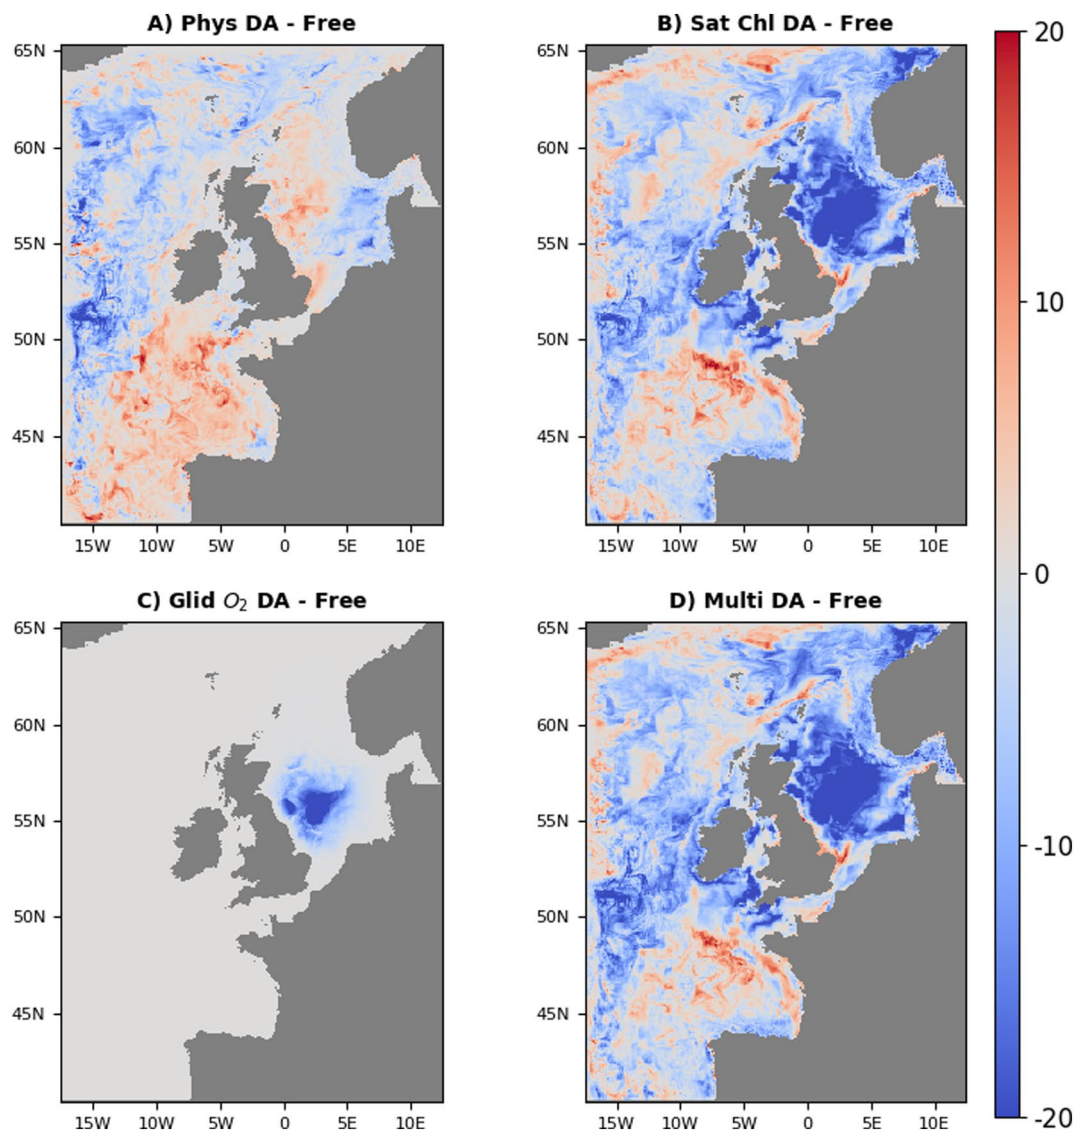 A) Phys DA - Free
B) Sat Chl DA - Free
20
65N
65N
60N
60N
10
55N
55N
50N
50N
45N
45N
15W 10W 5W 0 5E 10E
15W 10W 5W 0 5E 10E
0
C) Glid O₂ DA - Free
D) Multi DA - Free
65N
65N
60N
60N
55N
55N
-10
50N
50N
45N
45N
15W 10W 5W 0 5E 10E
15W 10W 5W 0 5E 10E
-20